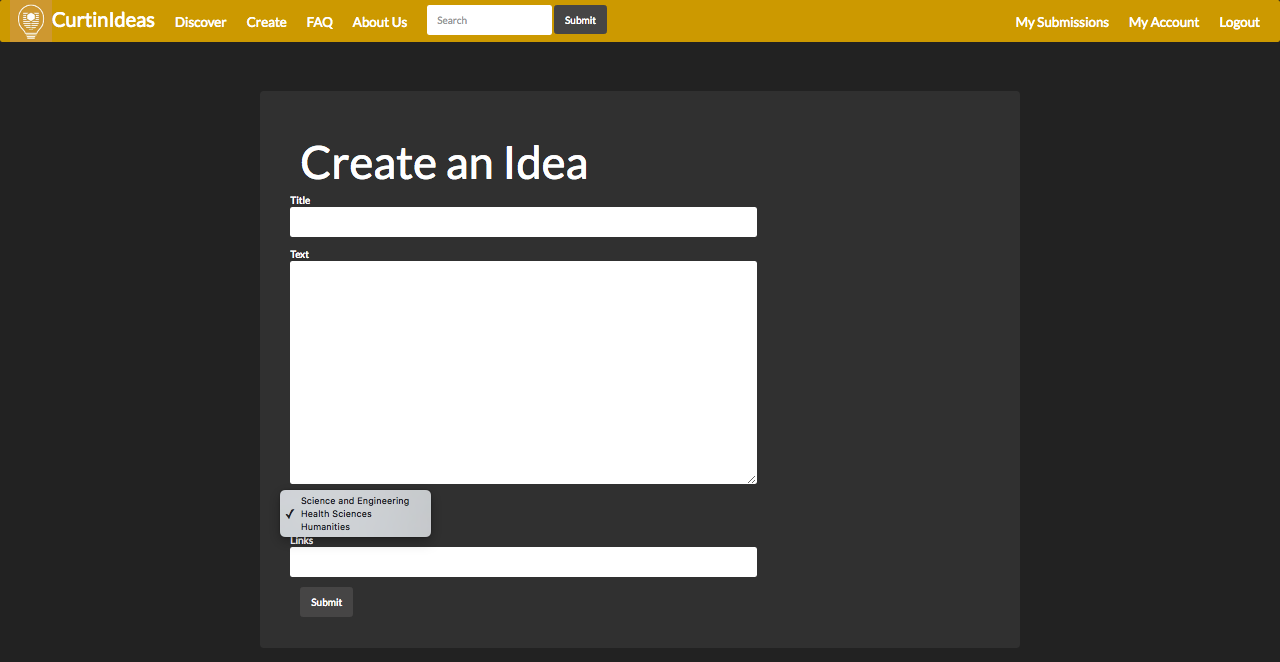 CurtinIdeas Discover Create FAQ About Us Search Submit My Submissions My Account Logout
Create an Idea
Title
Text
Science and Engineering
✓ Health Sciences
Humanities
Links
Submit